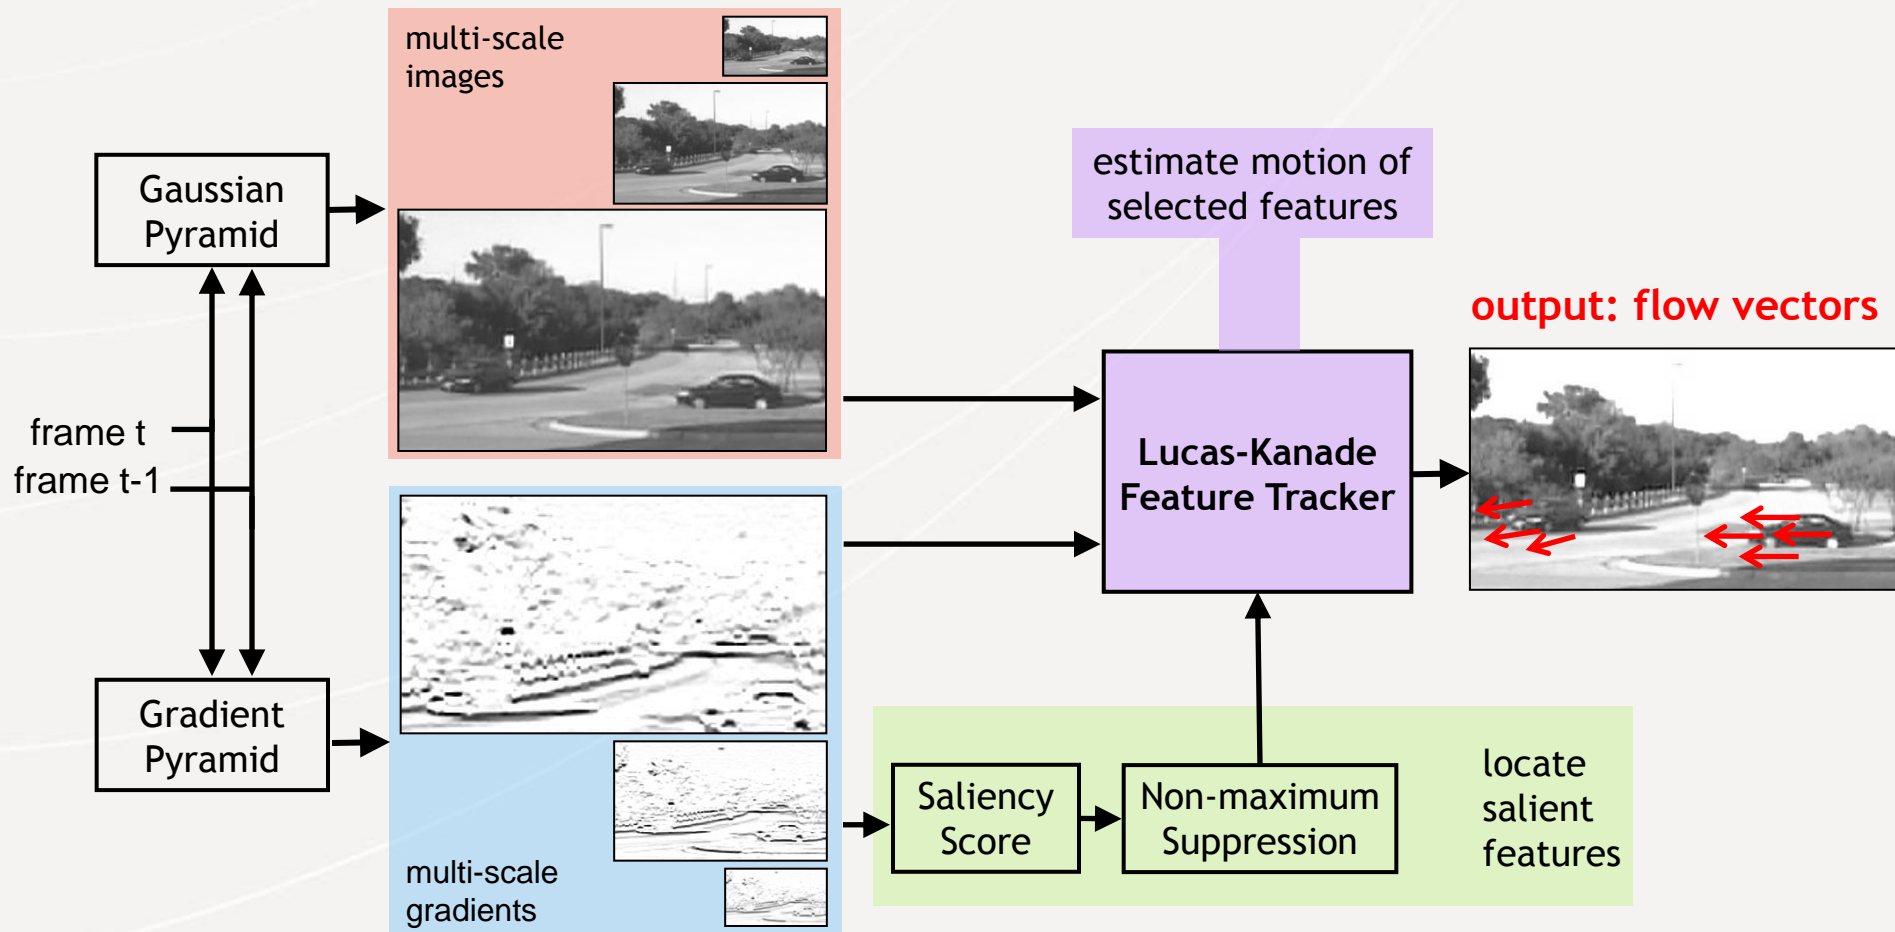 multi-scale
images
Gaussian
Pyramid
estimate motion of
selected features
output: flow vectors
frame t
frame t-1
Lucas-Kanade
Feature Tracker
Gradient
Pyramid
multi-scale
gradients
Saliency
Score
Non-maximum
Suppression
locate
salient
features